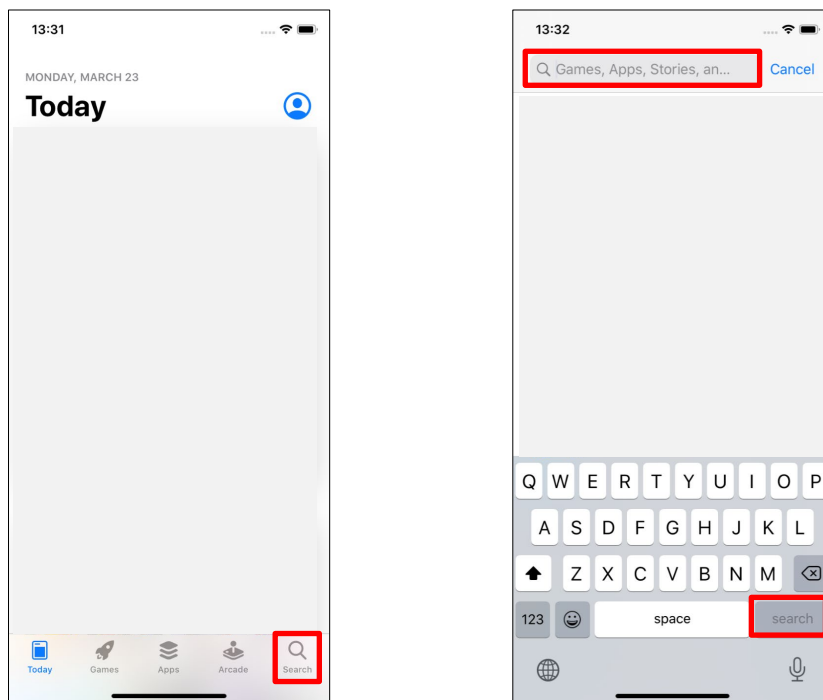 13:31
MONDAY, MARCH 23
Today
Today Games Apps Arcade Search
13:32
Games, Apps, Stories, an... Cancel
Q W E R T Y U I O P
A S D F G H J K L
Z X C V B N M
123 space search